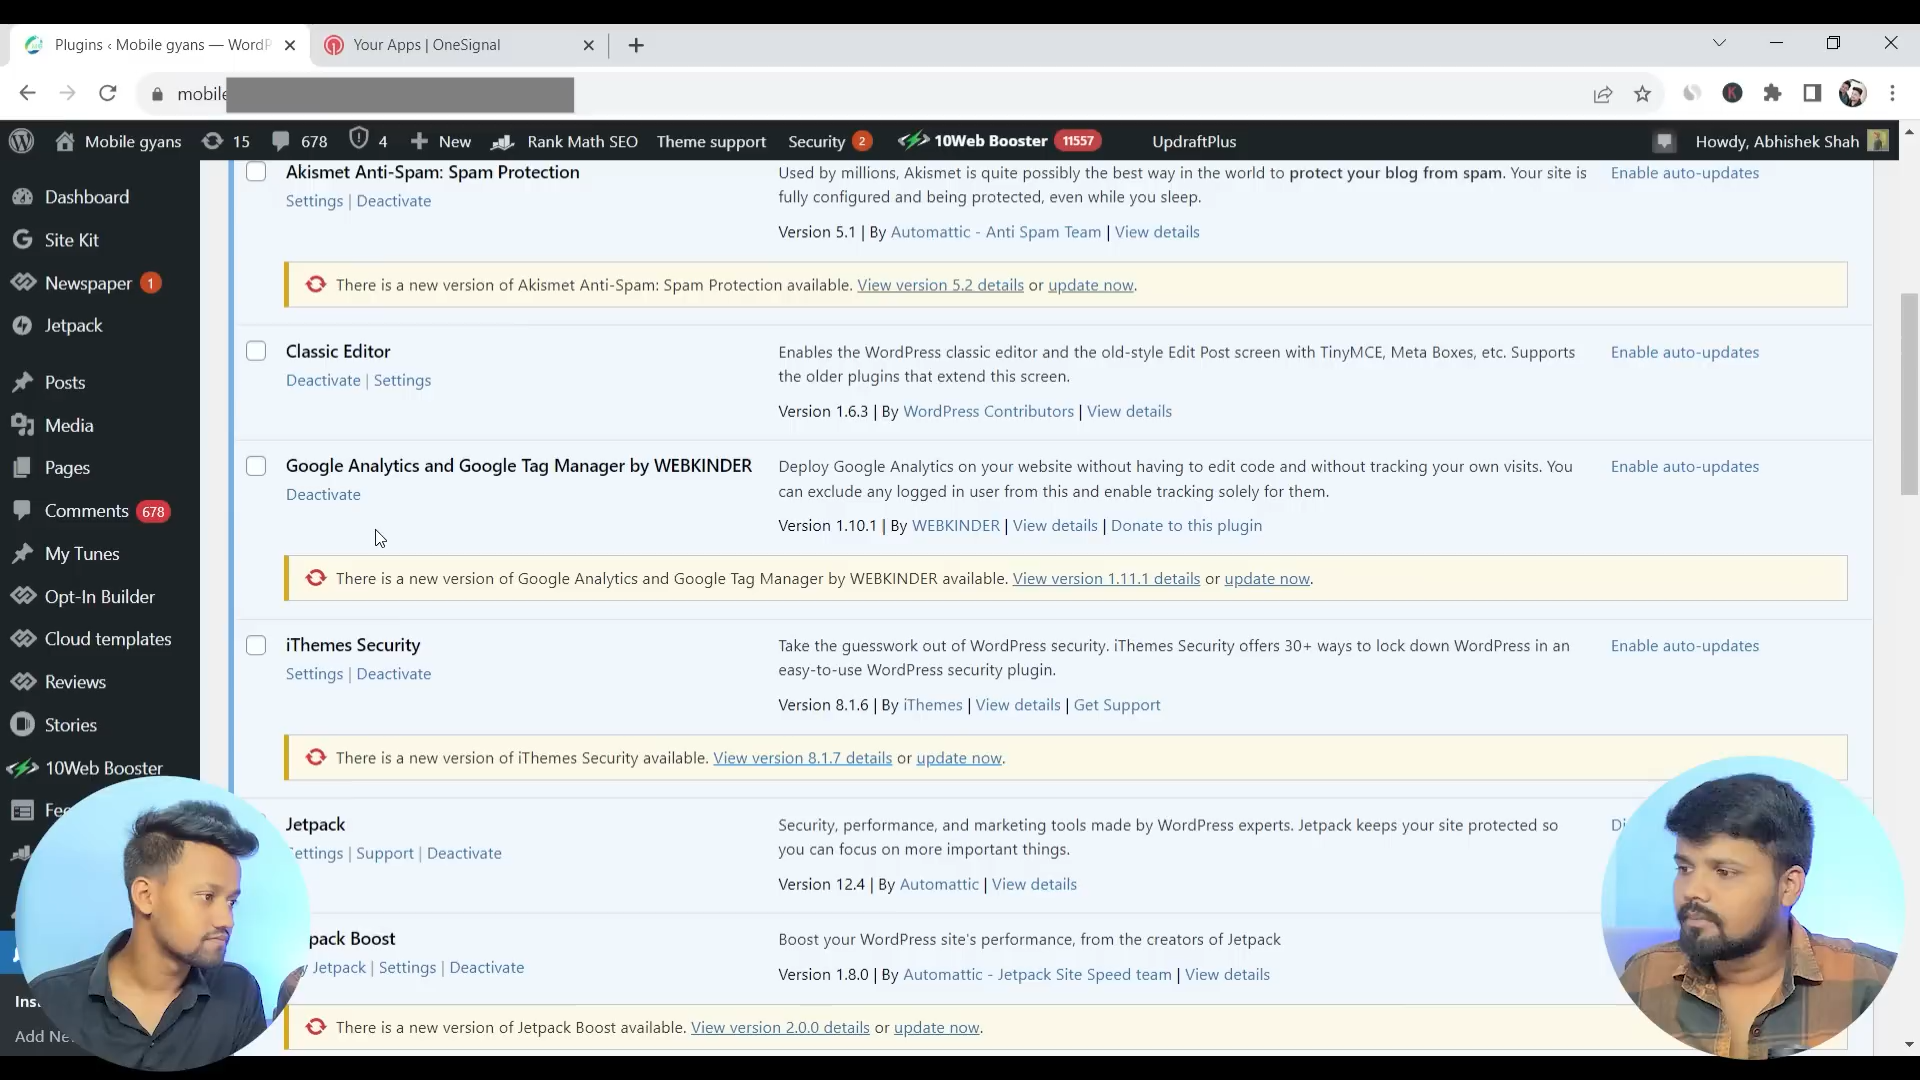 Plugins ‹ Mobile gyans — WordP
Your Apps | OneSignal
mobile
Mobile gyans 15 678 4 New Rank Math SEO Theme support Security 2 10Web Booster 11557 UpdraftPlus Howdy, Abhishek Shah
Dashboard
Site Kit
Newspaper 1
Jetpack
Posts
Media
Pages
Comments 678
My Tunes
Opt-In Builder
Cloud templates
Reviews
Stories
10Web Booster
Fee
Ins
Add Ne
Akismet Anti-Spam: Spam Protection
Settings | Deactivate
Used by millions, Akismet is quite possibly the best way in the world to protect your blog from spam. Your site is
fully configured and being protected, even while you sleep.
Version 5.1 | By Automattic - Anti Spam Team | View details
Enable auto-updates
There is a new version of Akismet Anti-Spam: Spam Protection available. View version 5.2 details or update now.
Classic Editor
Deactivate | Settings
Enables the WordPress classic editor and the old-style Edit Post screen with TinyMCE, Meta Boxes, etc. Supports
the older plugins that extend this screen.
Version 1.6.3 | By WordPress Contributors | View details
Enable auto-updates
Google Analytics and Google Tag Manager by WEBKINDER
Deactivate
Deploy Google Analytics on your website without having to edit code and without tracking your own visits. You
can exclude any logged in user from this and enable tracking solely for them.
Version 1.10.1 | By WEBKINDER | View details | Donate to this plugin
Enable auto-updates
There is a new version of Google Analytics and Google Tag Manager by WEBKINDER available. View version 1.11.1 details or update now.
iThemes Security
Settings | Deactivate
Take the guesswork out of WordPress security. iThemes Security offers 30+ ways to lock down WordPress in an
easy-to-use WordPress security plugin.
Version 8.1.6 | By iThemes | View details | Get Support
Enable auto-updates
There is a new version of iThemes Security available. View version 8.1.7 details or update now.
Jetpack
ettings | Support | Deactivate
Security, performance, and marketing tools made by WordPress experts. Jetpack keeps your site protected so
you can focus on more important things.
Version 12.4 | By Automattic | View details
Di
pack Boost
y Jetpack | Settings | Deactivate
Boost your WordPress site's performance, from the creators of Jetpack
Version 1.8.0 | By Automattic - Jetpack Site Speed team | View details
There is a new version of Jetpack Boost available. View version 2.0.0 details or update now.